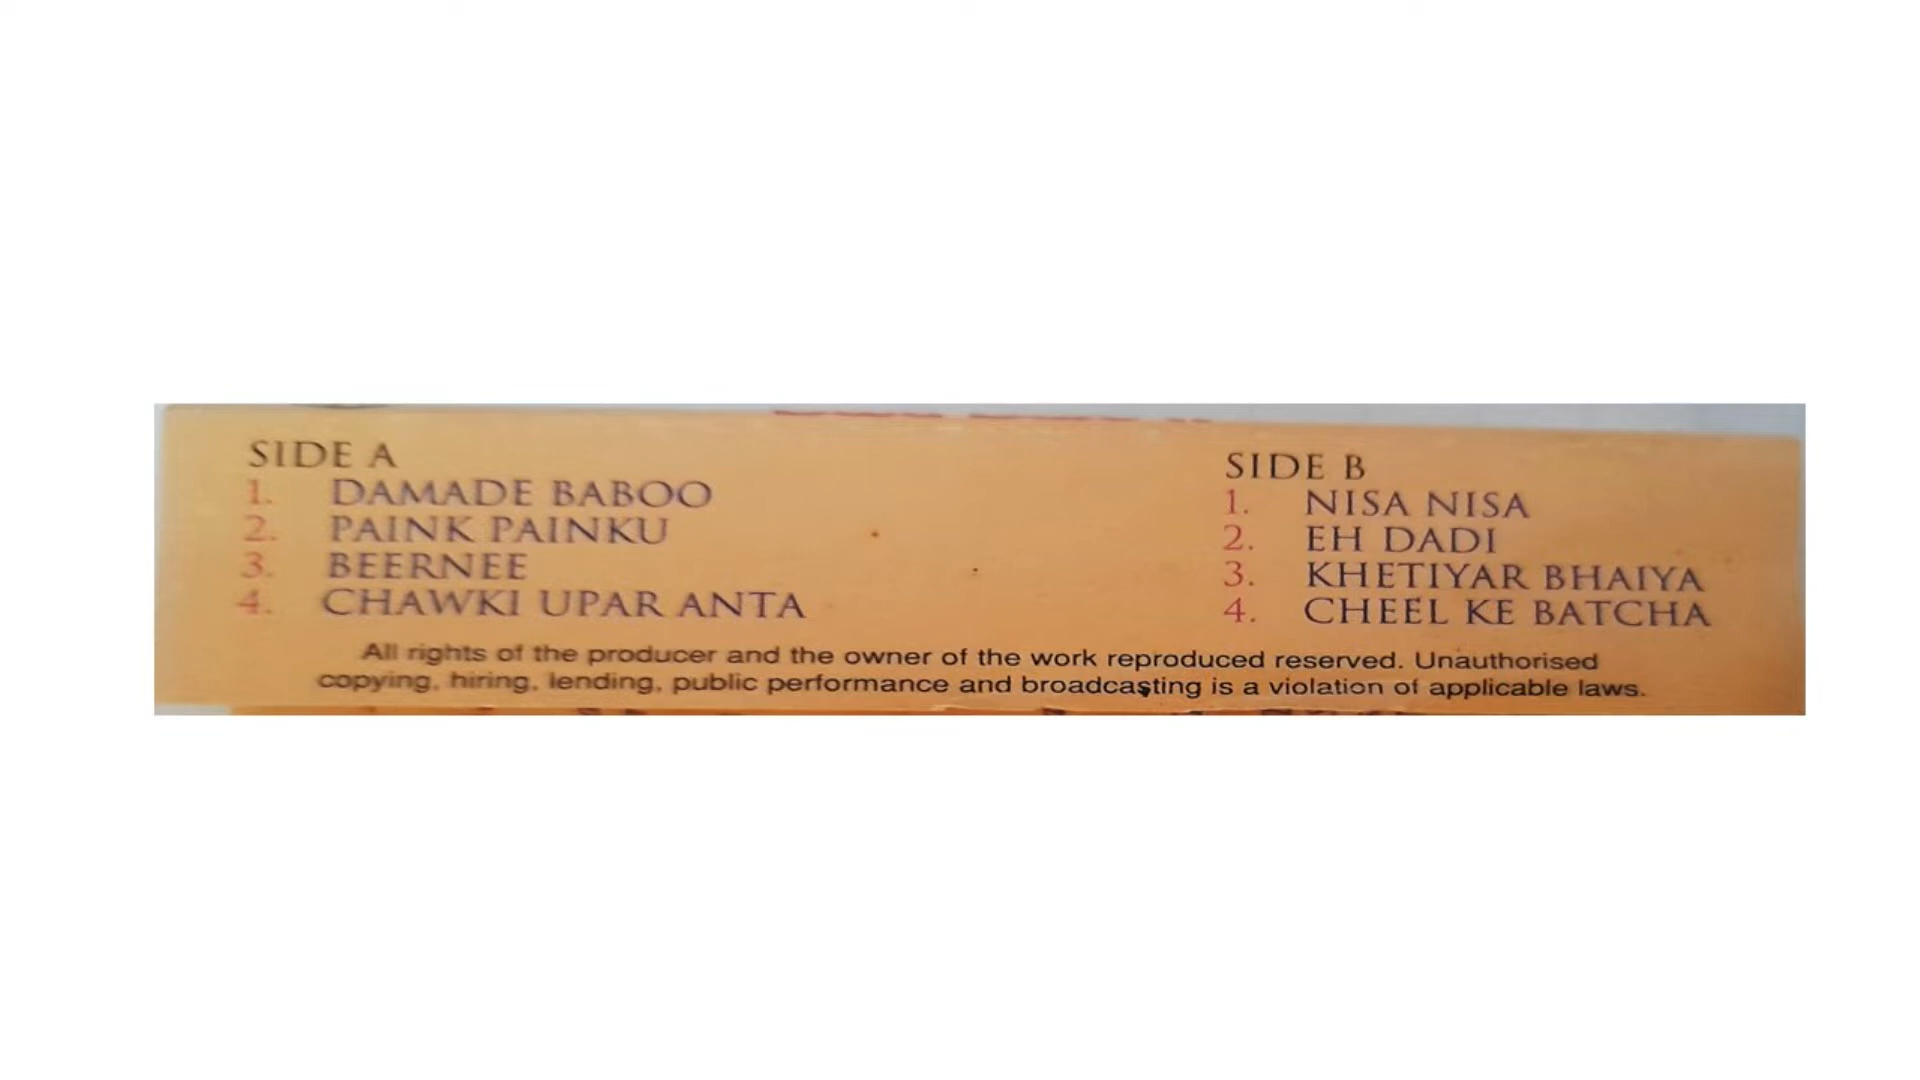 SIDE A
1. DAMADE BABOO
2. PAINK PAINKU
3. BEERNEE
4. CHAWKI UPAR ANTA
SIDE B
1. NISA NISA
2. EH DADI
3. KHETIYAR BHAIYA
4. CHEEL KE BATCHA
All rights of the producer and the owner of the work reproduced reserved. Unauthorised
copying, hiring, lending, public performance and broadcasting is a violation of applicable laws.